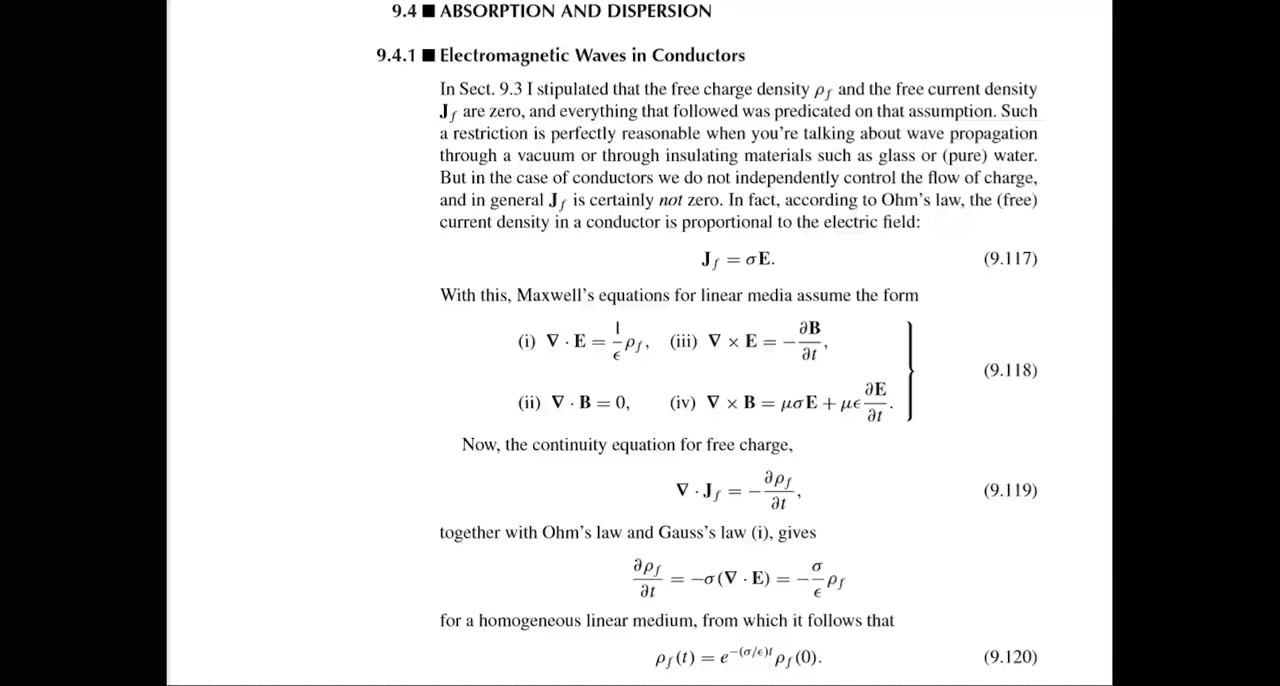 9.4 ■ ABSORPTION AND DISPERSION
9.4.1 ■ Electromagnetic Waves in Conductors
In Sect. 9.3 I stipulated that the free charge density ρ_f and the free current density
J_f are zero, and everything that followed was predicated on that assumption. Such
a restriction is perfectly reasonable when you're talking about wave propagation
through a vacuum or through insulating materials such as glass or (pure) water.
But in the case of conductors we do not independently control the flow of charge,
and in general J_f is certainly not zero. In fact, according to Ohm's law, the (free)
current density in a conductor is proportional to the electric field:
J_f = σE. (9.117)
With this, Maxwell's equations for linear media assume the form
(i) ∇ · E = (1/ϵ)ρ_f, (iii) ∇ × E = −∂B/∂t,
(9.118)
(ii) ∇ · B = 0, (iv) ∇ × B = μσE + μϵ ∂E/∂t.
Now, the continuity equation for free charge,
∇ · J_f = −∂ρ_f/∂t, (9.119)
together with Ohm's law and Gauss's law (i), gives
∂ρ_f/∂t = −σ(∇ · E) = −(σ/ϵ)ρ_f
for a homogeneous linear medium, from which it follows that
ρ_f(t) = e^{−(σ/ϵ)t} ρ_f(0). (9.120)